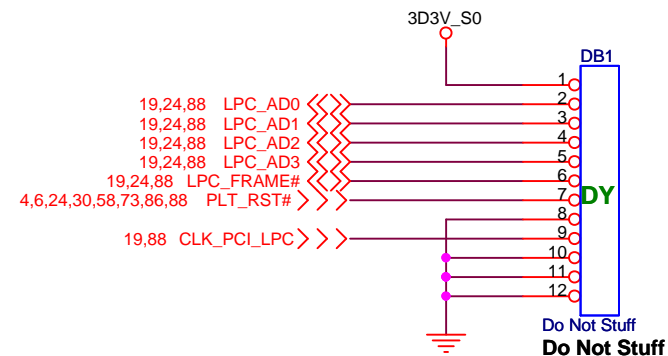 3D3V_S0
DB1
1
19,24,88 LPC_AD0 2
19,24,88 LPC_AD1 3
19,24,88 LPC_AD2 4
19,24,88 LPC_AD3 5
19,24,88 LPC_FRAME# 6
4,6,24,30,58,73,86,88 PLT_RST# 7 DY
8
19,88 CLK_PCI_LPC 9
10
11
12
Do Not Stuff
Do Not Stuff